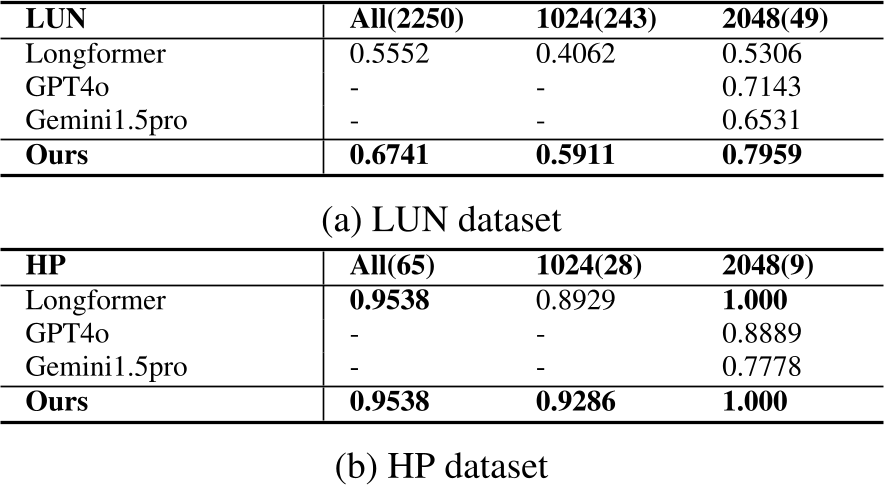 LUN All(2250) 1024(243) 2048(49)
Longformer 0.5552 0.4062 0.5306
GPT4o - - 0.7143
Gemini1.5pro - - 0.6531
Ours 0.6741 0.5911 0.7959
(a) LUN dataset
HP All(65) 1024(28) 2048(9)
Longformer 0.9538 0.8929 1.000
GPT4o - - 0.8889
Gemini1.5pro - - 0.7778
Ours 0.9538 0.9286 1.000
(b) HP dataset